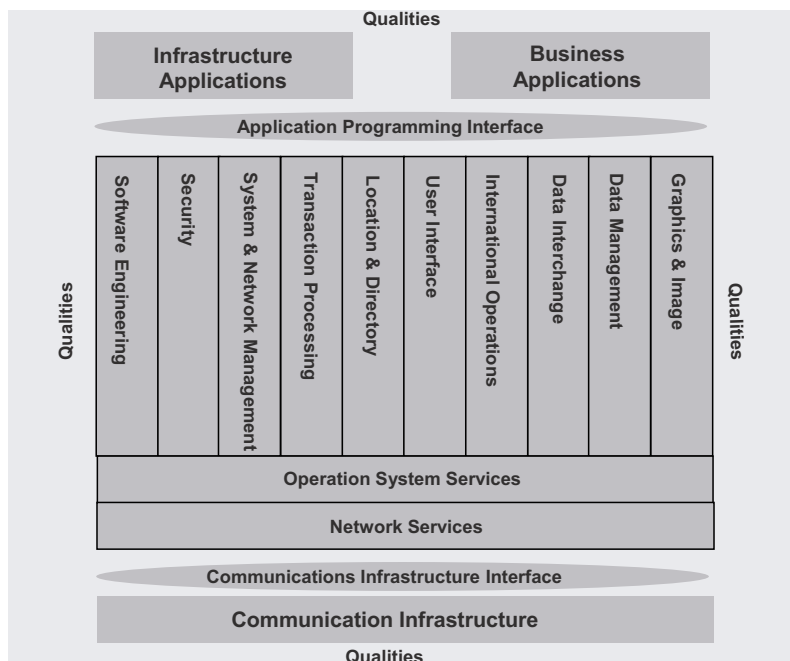 Qualities
Infrastructure
Applications
Business
Applications
Application Programming Interface
Software Engineering
Security
System & Network Management
Transaction Processing
Location & Directory
User Interface
International Operations
Data Interchange
Data Management
Graphics & Image
Qualities
Qualities
Operation System Services
Network Services
Communications Infrastructure Interface
Communication Infrastructure
Qualities